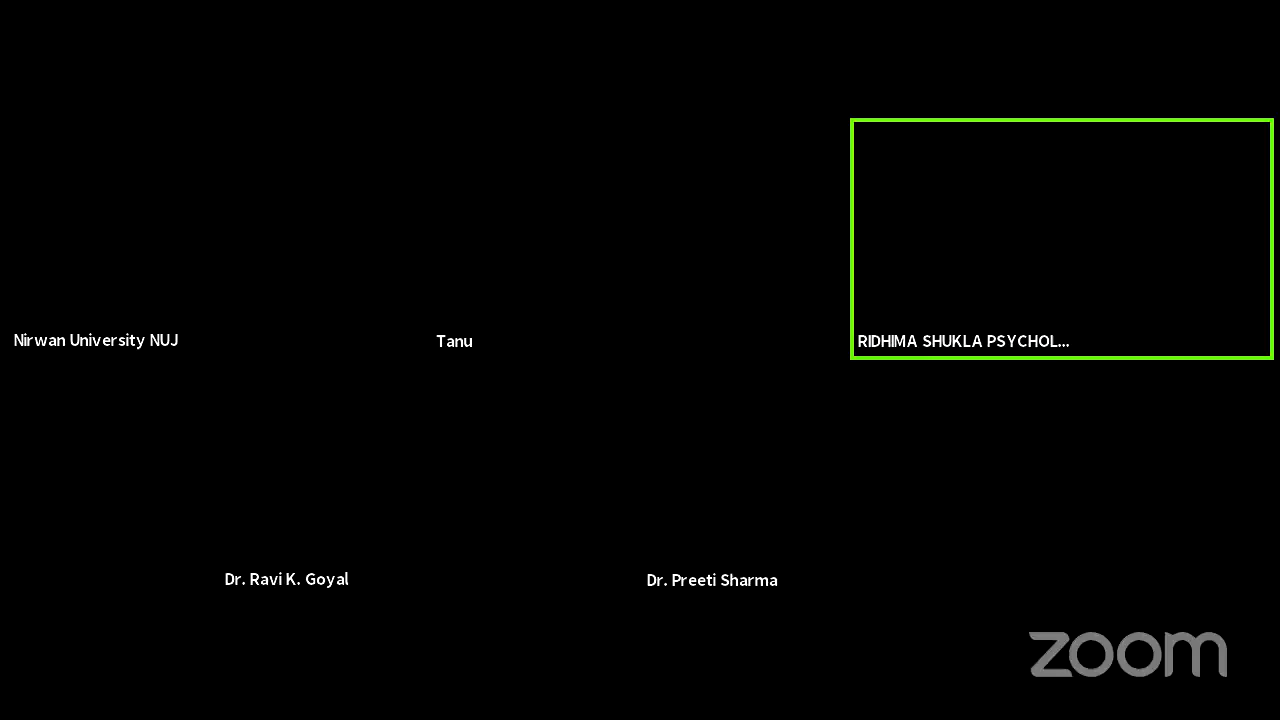 Nirwan University NUJ
Tanu
RIDHIMA SHUKLA PSYCHOL...
Dr. Ravi K. Goyal
Dr. Preeti Sharma
zoom